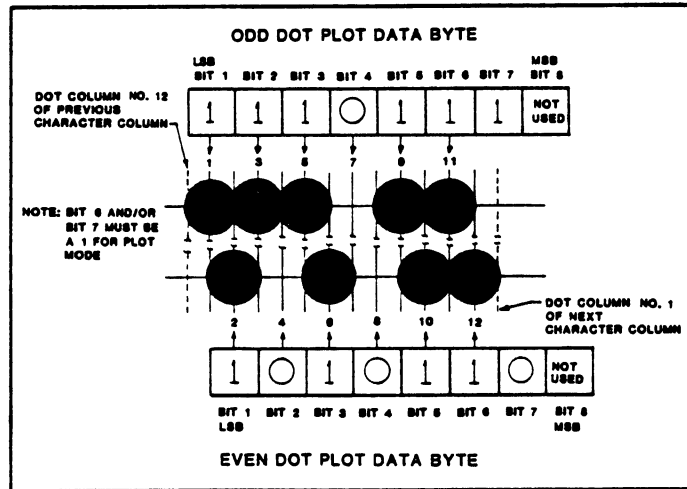 ODD DOT PLOT DATA BYTE
LSB MSB
BIT 1 BIT 2 BIT 3 BIT 4 BIT 5 BIT 6 BIT 7 BIT 8
DOT COLUMN NO. 12
OF PREVIOUS
CHARACTER COLUMN
1 1 1 0 1 1 1 NOT
USED
1 3 5 7 9 11
NOTE: BIT 6 AND/OR
BIT 7 MUST BE
A 1 FOR PLOT
MODE
DOT COLUMN NO. 1
OF NEXT
CHARACTER COLUMN
2 4 6 8 10 12
1 0 1 0 1 1 0 NOT
USED
BIT 1 BIT 2 BIT 3 BIT 4 BIT 5 BIT 6 BIT 7 BIT 8
LSB MSB
EVEN DOT PLOT DATA BYTE